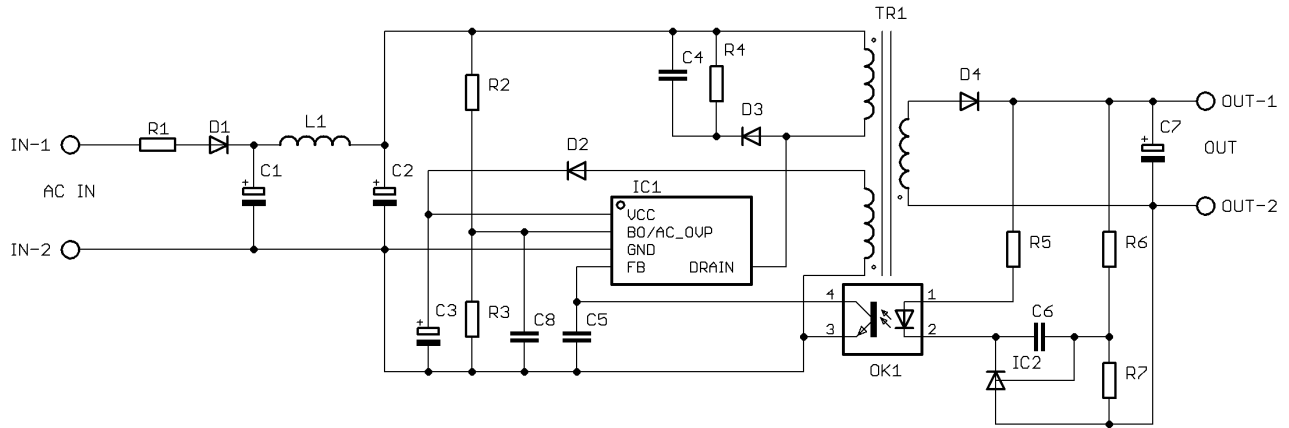 TR1
C4
R4
D4
R2
OUT-1
L1
D3
C7
R1
D1
IN-1
D2
OUT
C1
C2
AC IN
IC1
VCC
OUT-2
BO/AC_OVP
IN-2
GND
R5
R6
FB
DRAIN
4
1
C3
R3
C8
C5
C6
3
2
IC2
OK1
R7